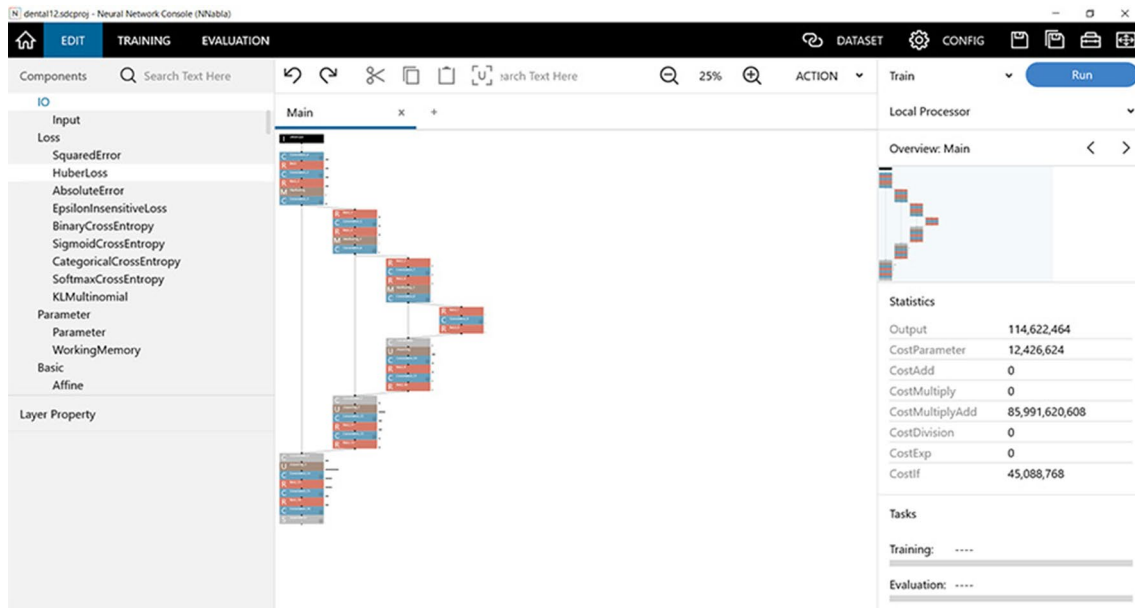 N dental12.sdcproj - Neural Network Console (NNabla)
EDIT TRAINING EVALUATION DATASET CONFIG
Components Search Text Here arch Text Here 25% ACTION Train Run
IO
Input
Loss
SquaredError
HuberLoss
AbsoluteError
EpsilonInsensitiveLoss
BinaryCrossEntropy
SigmoidCrossEntropy
CategoricalCrossEntropy
SoftmaxCrossEntropy
KLMultinomial
Parameter
Parameter
WorkingMemory
Basic
Affine
Layer Property
Main x +
I
C
R
C
R
M
C
R
C
R
M
C
R
C
R
M
C
R
C
R
C
U
C
R
C
R
C
U
C
R
C
R
C
U
C
R
C
R
C
S
Local Processor
Overview: Main
Statistics
Output 114,622,464
CostParameter 12,426,624
CostAdd 0
CostMultiply 0
CostMultiplyAdd 85,991,620,608
CostDivision 0
CostExp 0
CostIf 45,088,768
Tasks
Training: ----
Evaluation: ----